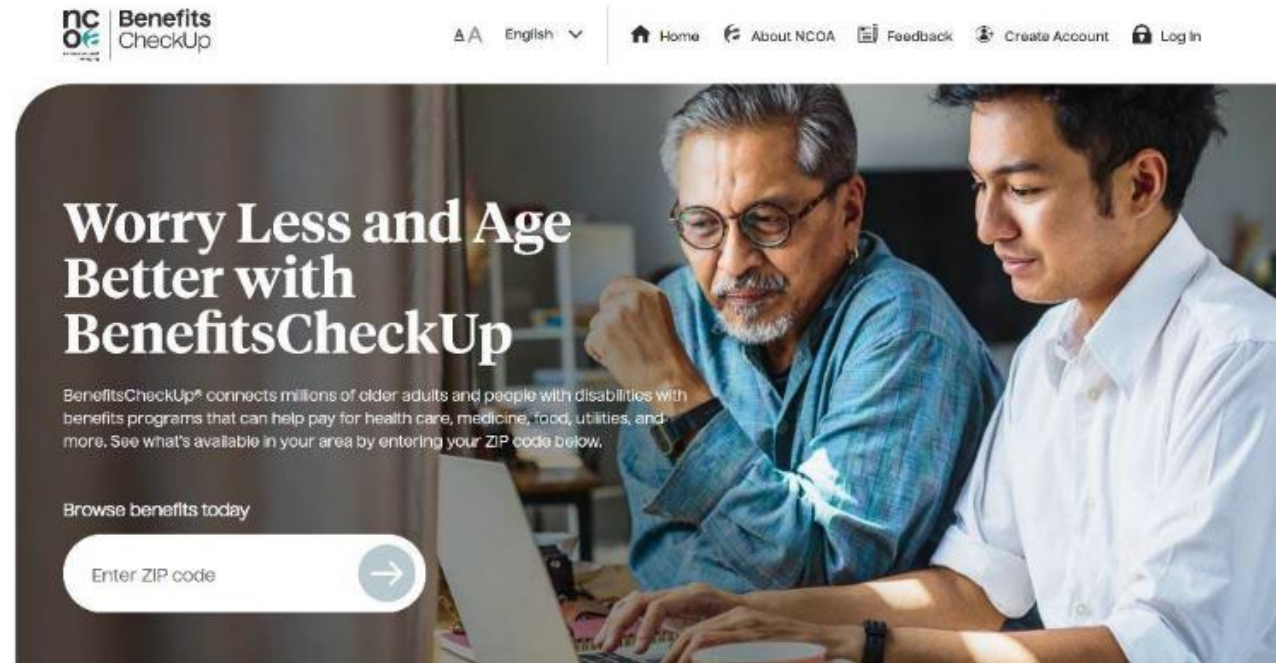 nc
oa
Benefits
CheckUp
A A English
Home
About NCOA
Feedback
Create Account
Log In
Worry Less and Age
Better with
BenefitsCheckUp
BenefitsCheckUp® connects millions of older adults and people with disabilities with
benefits programs that can help pay for health care, medicine, food, utilities, and
more. See what's available in your area by entering your ZIP code below.
Browse benefits today
Enter ZIP code